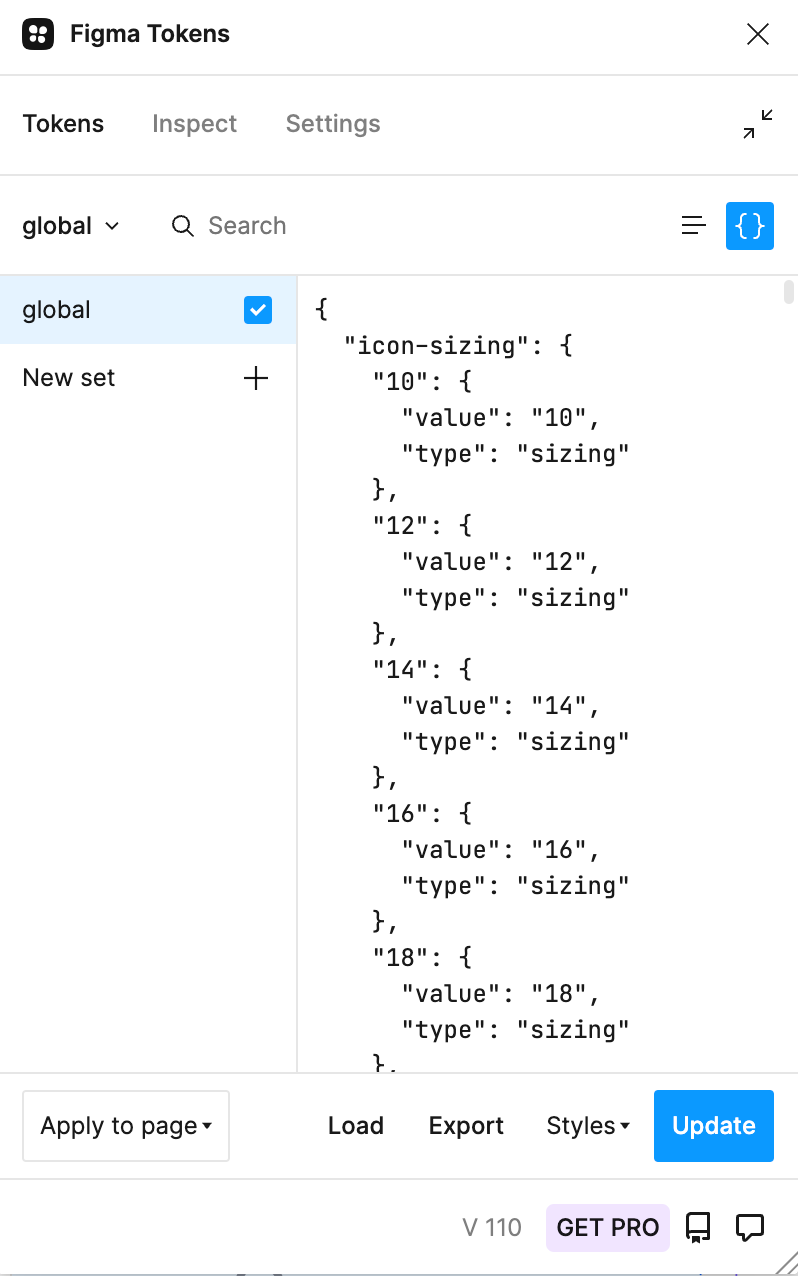 Figma Tokens
Tokens Inspect Settings
global Search {}
global
New set
{
  "icon-sizing": {
    "10": {
      "value": "10",
      "type": "sizing"
    },
    "12": {
      "value": "12",
      "type": "sizing"
    },
    "14": {
      "value": "14",
      "type": "sizing"
    },
    "16": {
      "value": "16",
      "type": "sizing"
    },
    "18": {
      "value": "18",
      "type": "sizing"
    },
Apply to page Load Export Styles Update
V 110 GET PRO